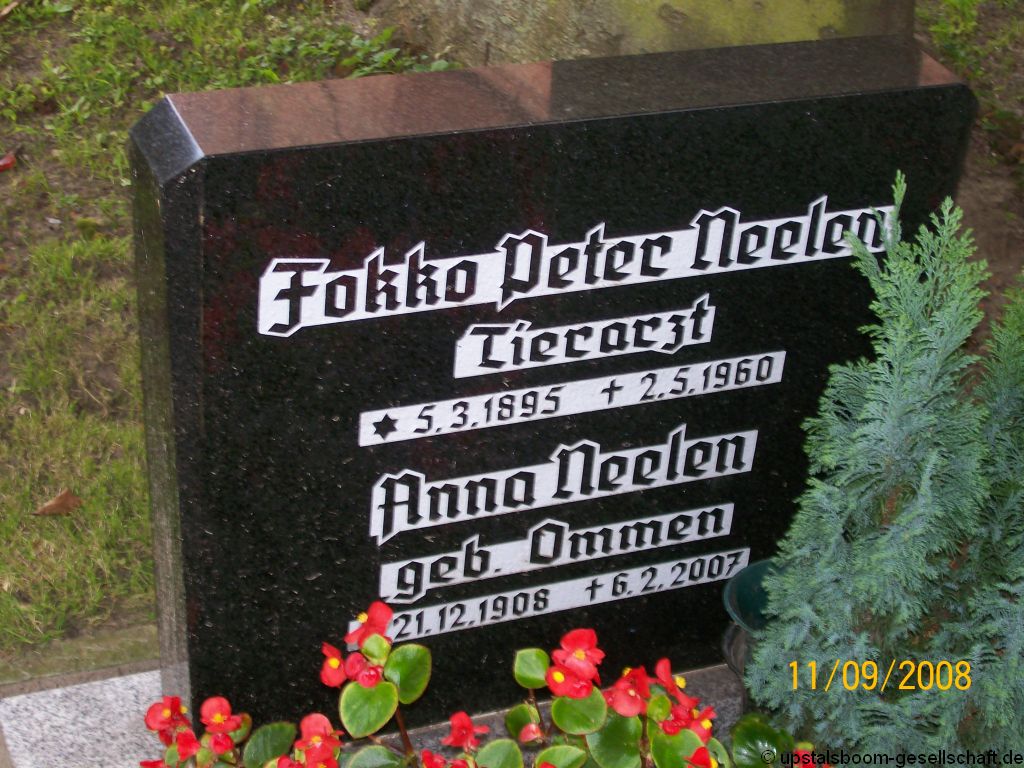 Fokko Peter Neelen
Tierarzt
✶ 5.3.1895 ✝ 2.5.1960
Anna Neelen
geb. Ommen
21.12.1908 ✝ 6.2.2007
11/09/2008
© upstalsboom-gesellschaft.de